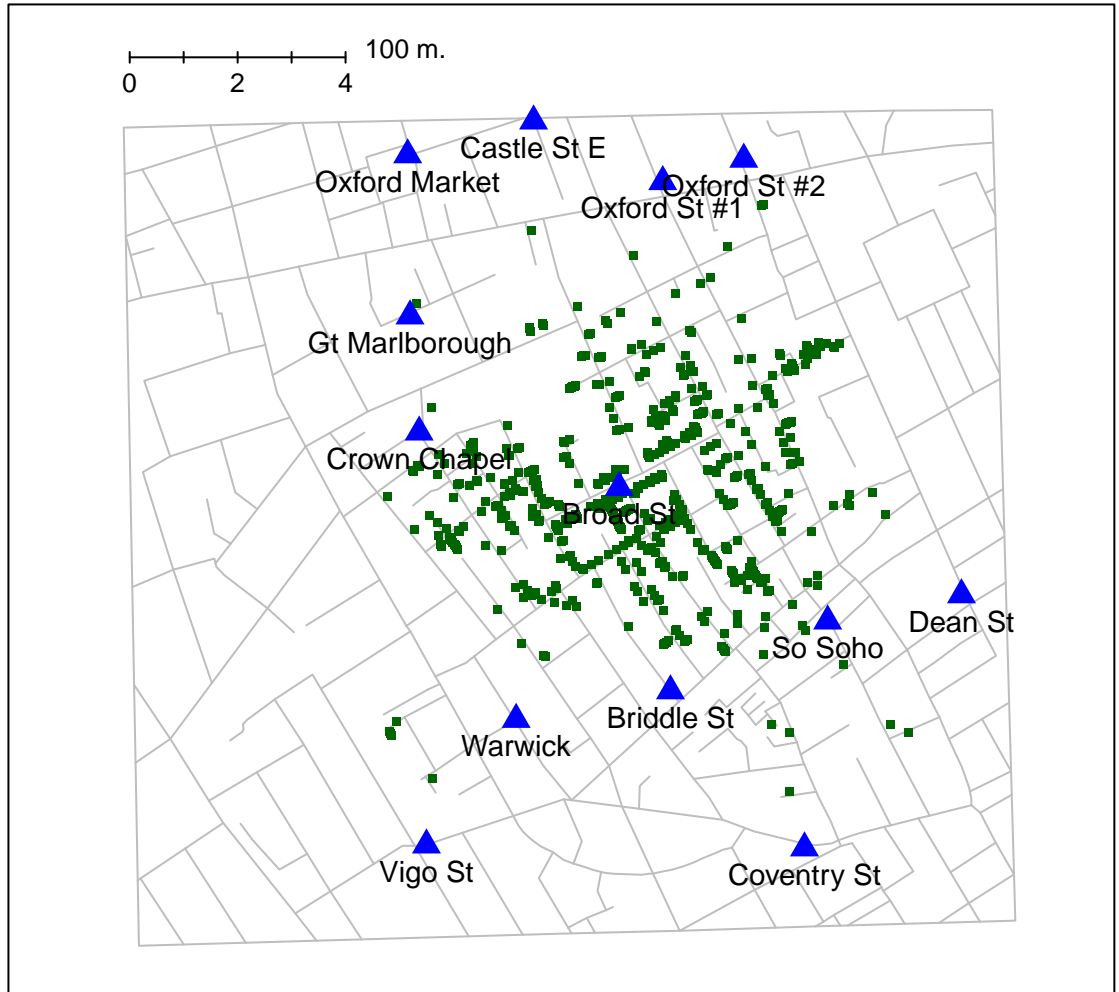 100 m.
0 2 4
Castle St E
Oxford Market
Oxford St #2
Oxford St #1
Gt Marlborough
Crown Chapel
Broad St
Dean St
So Soho
Briddle St
Warwick
Vigo St
Coventry St